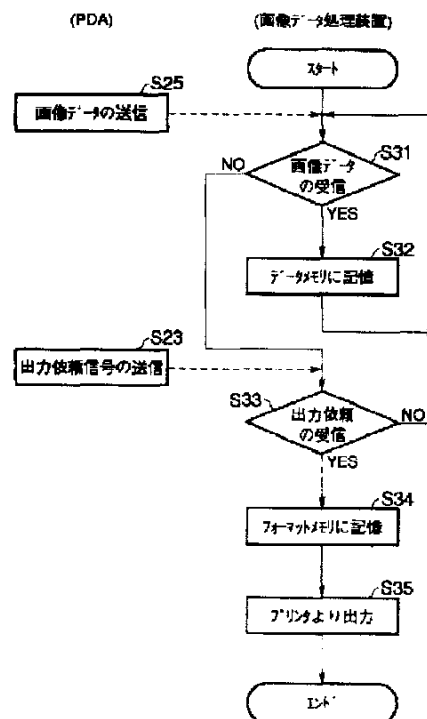 (PDA)
(画像データ処理装置)
スタート
S25
画像データの送信
S31
画像データ
の受信
NO
YES
S32
データメモリに記憶
S23
出力依頼信号の送信
S33
出力依頼
の受信
NO
YES
S34
フォーマットメモリに記憶
S35
プリンタより出力
エンド